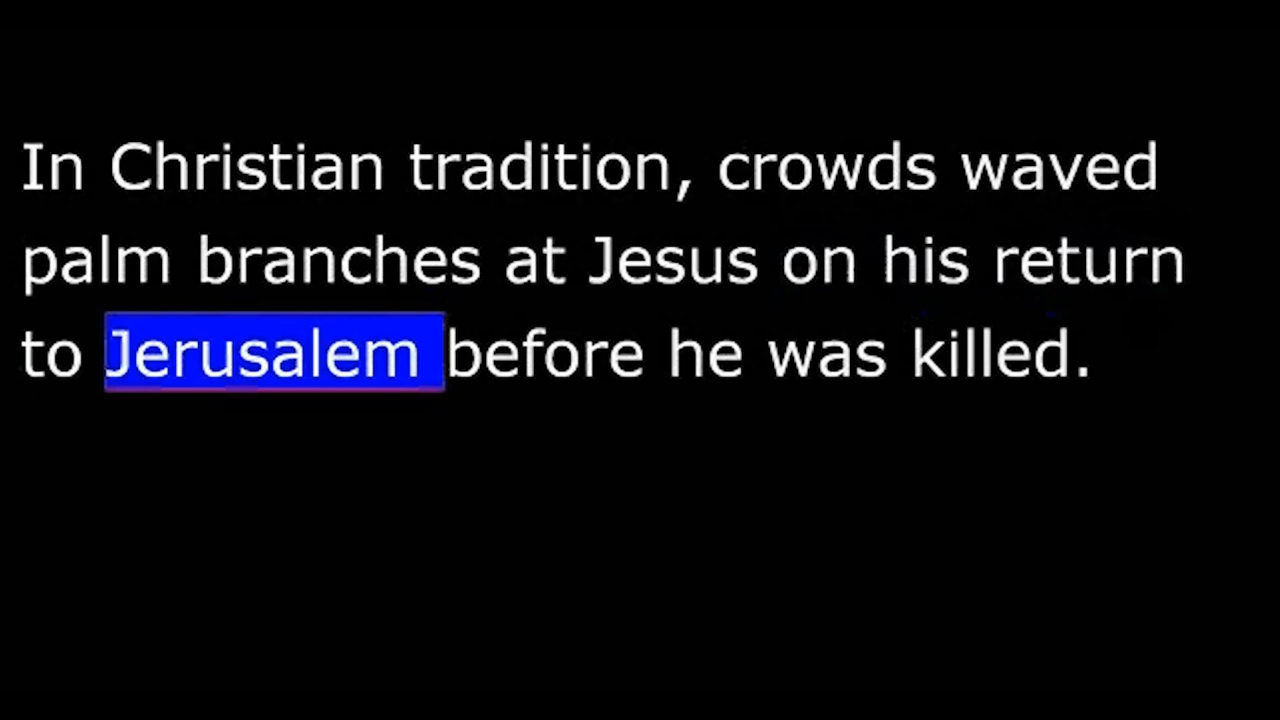 In Christian tradition, crowds waved
palm branches at Jesus on his return
to Jerusalem before he was killed.